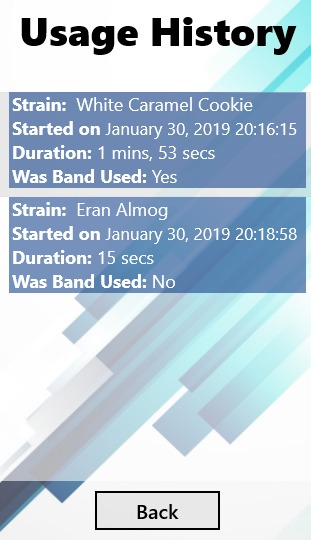 Usage History
Strain: White Caramel Cookie
Started on January 30, 2019 20:16:15
Duration: 1 mins, 53 secs
Was Band Used: Yes
Strain: Eran Almog
Started on January 30, 2019 20:18:58
Duration: 15 secs
Was Band Used: No
Back